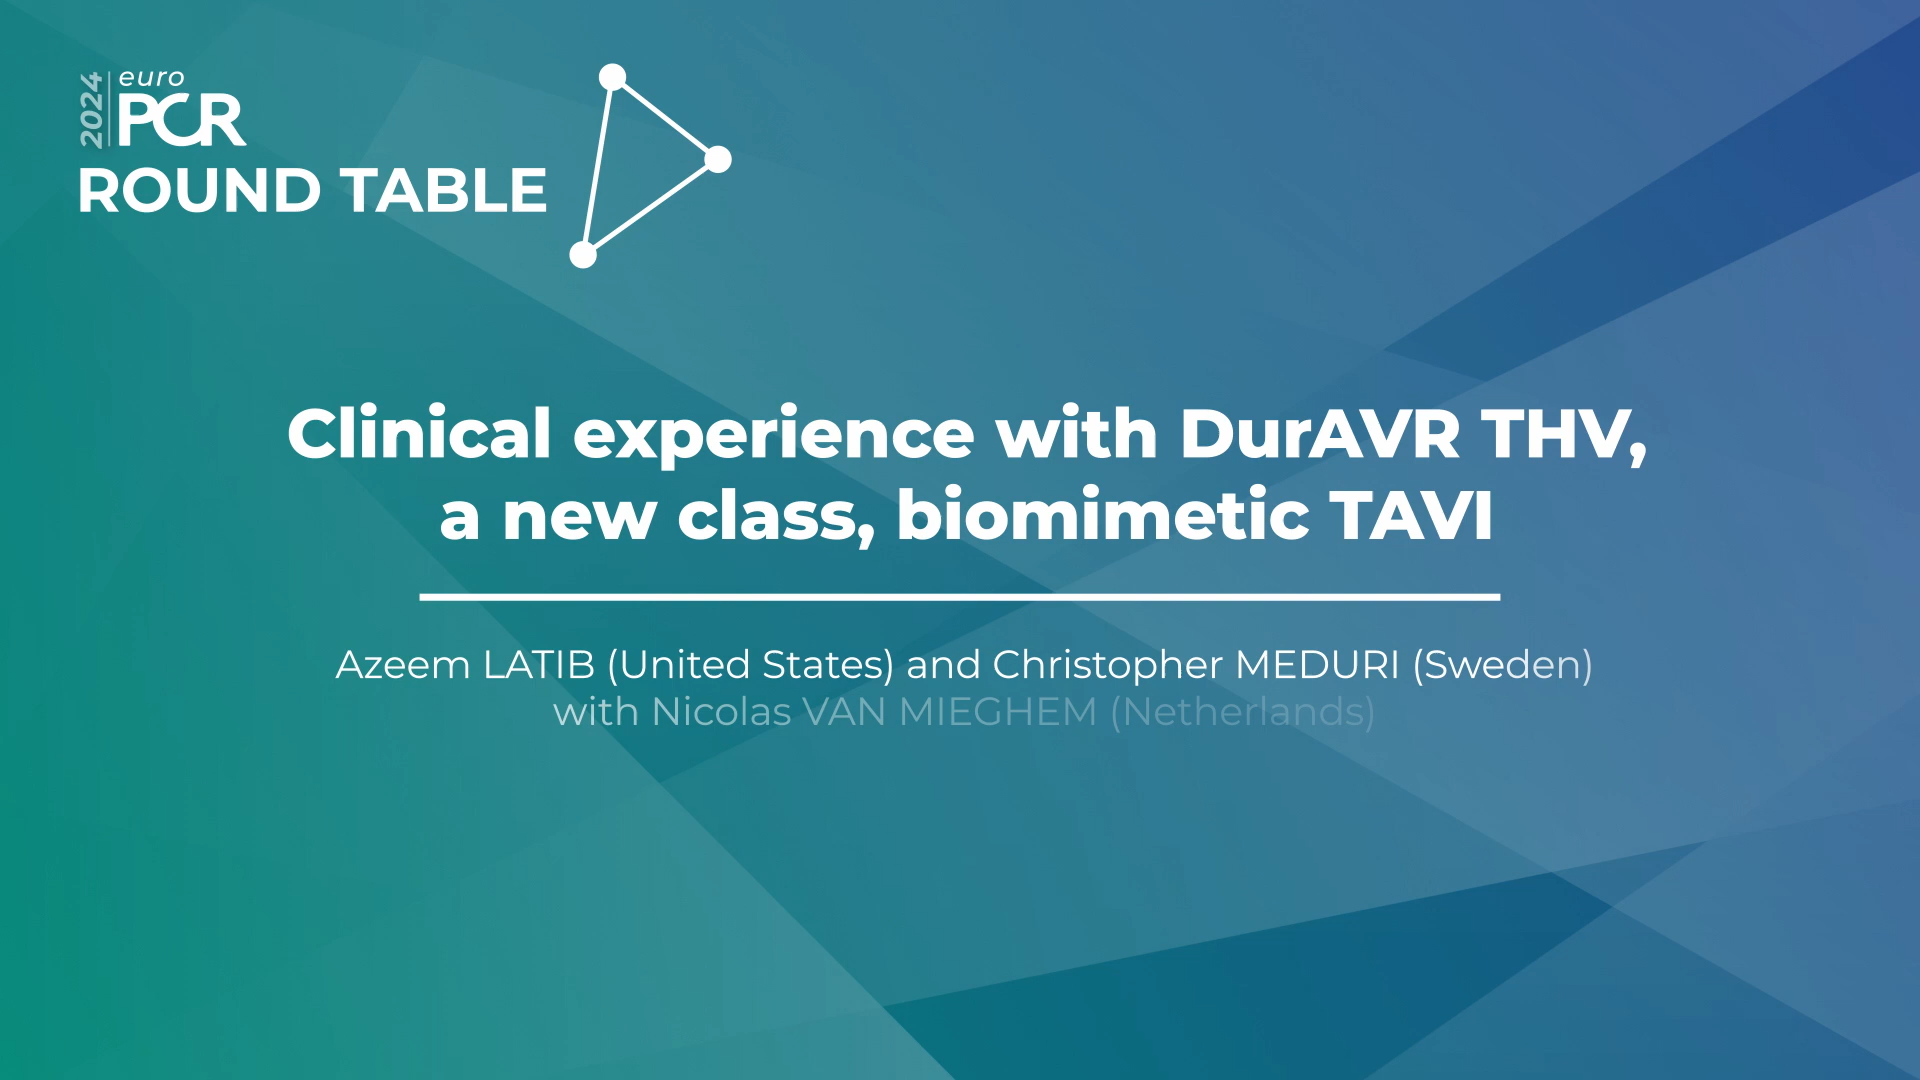 2024
euro
PCR
ROUND TABLE
Clinical experience with DurAVR THV,
a new class, biomimetic TAVI
Azeem LATIB (United States) and Christopher MEDURI (Sweden)
with Nicolas VAN MIEGHEM (Netherlands)